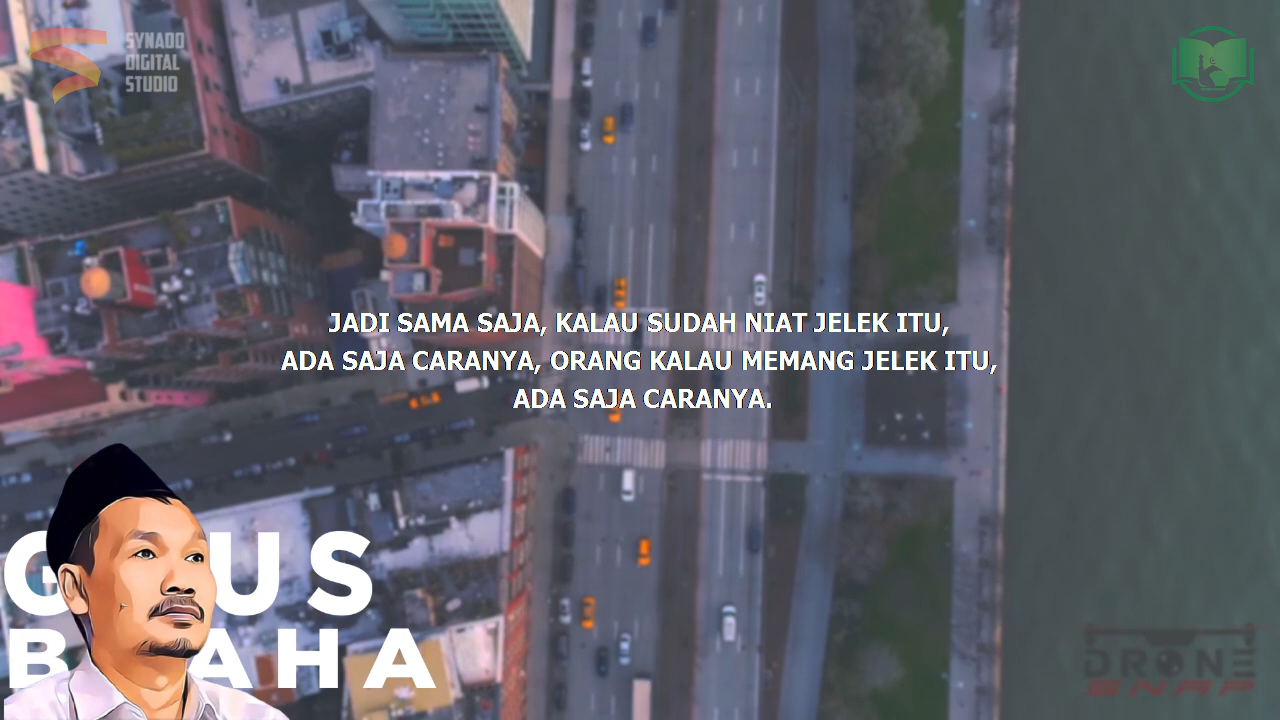 SYNADO
DIGITAL
STUDIO
JADI SAMA SAJA, KALAU SUDAH NIAT JELEK ITU,
ADA SAJA CARANYA, ORANG KALAU MEMANG JELEK ITU,
ADA SAJA CARANYA.
GUS
BAHA
DRONE
SNAP